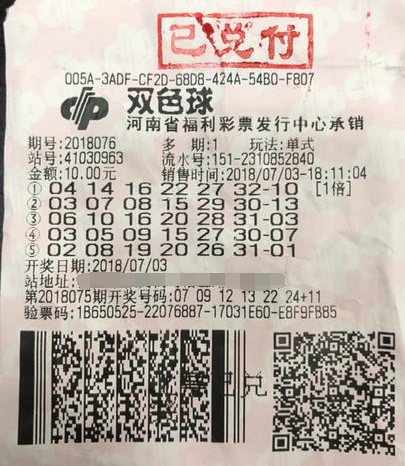 已兑付
005A-3ADF-CF2D-68D8-424A-54B0-F807
双色球
河南省福利彩票发行中心承销
期号:2018076 多 期:1 玩法:单式
站号:41030963 流水号:151-2310852840
金额:10.00元 销售时间:2018/07/03-18:11:04
① 04 14 16 22 27 32-10 [1倍]
② 03 07 08 15 29 30-13
③ 06 10 16 20 28 31-03
④ 03 05 09 15 27 30-07
⑤ 02 08 19 20 26 31-01
开奖日期:2018/07/03
站地址:
第2018075期开奖号码:07 09 12 13 22 24+11
验票码:1B650525-22076887-17031E60-E8F9FB85
票已兑